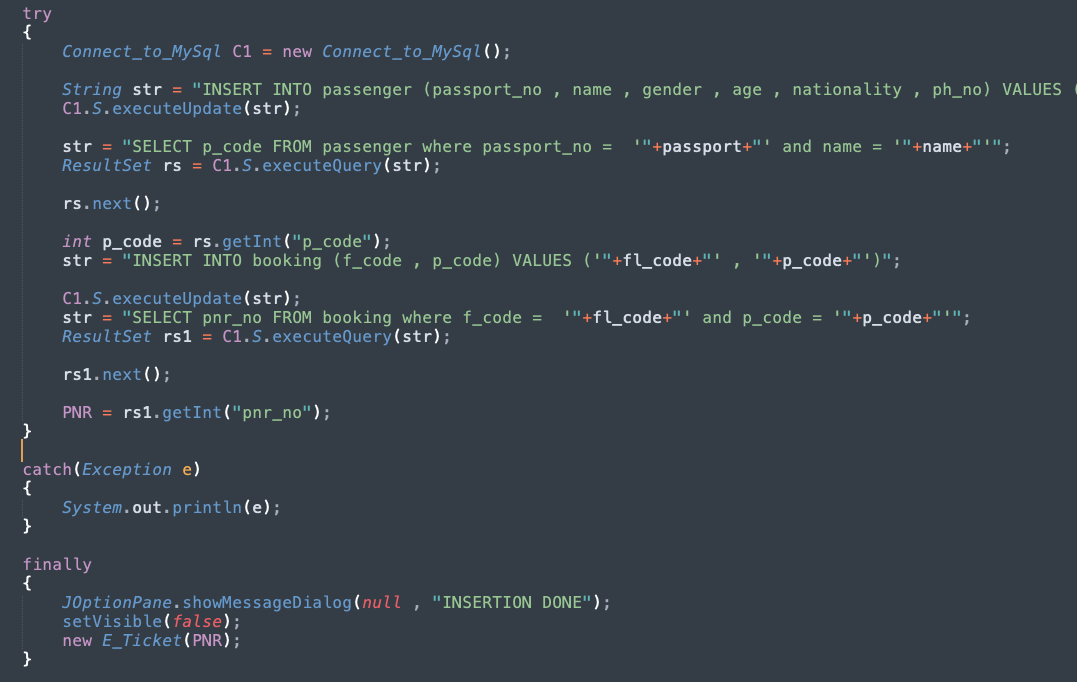 try
{
Connect_to_MySql C1 = new Connect_to_MySql();
String str = "INSERT INTO passenger (passport_no , name , gender , age , nationality , ph_no) VALUES (
C1.S.executeUpdate(str);
str = "SELECT p_code FROM passenger where passport_no =  '"+passport+"' and name = '"+name+"'";
ResultSet rs = C1.S.executeQuery(str);
rs.next();
int p_code = rs.getInt("p_code");
str = "INSERT INTO booking (f_code , p_code) VALUES ('"+fl_code+"' , '"+p_code+"')";
C1.S.executeUpdate(str);
str = "SELECT pnr_no FROM booking where f_code =  '"+fl_code+"' and p_code = '"+p_code+"'";
ResultSet rs1 = C1.S.executeQuery(str);
rs1.next();
PNR = rs1.getInt("pnr_no");
}
catch(Exception e)
{
System.out.println(e);
}
finally
{
JOptionPane.showMessageDialog(null , "INSERTION DONE");
setVisible(false);
new E_Ticket(PNR);
}